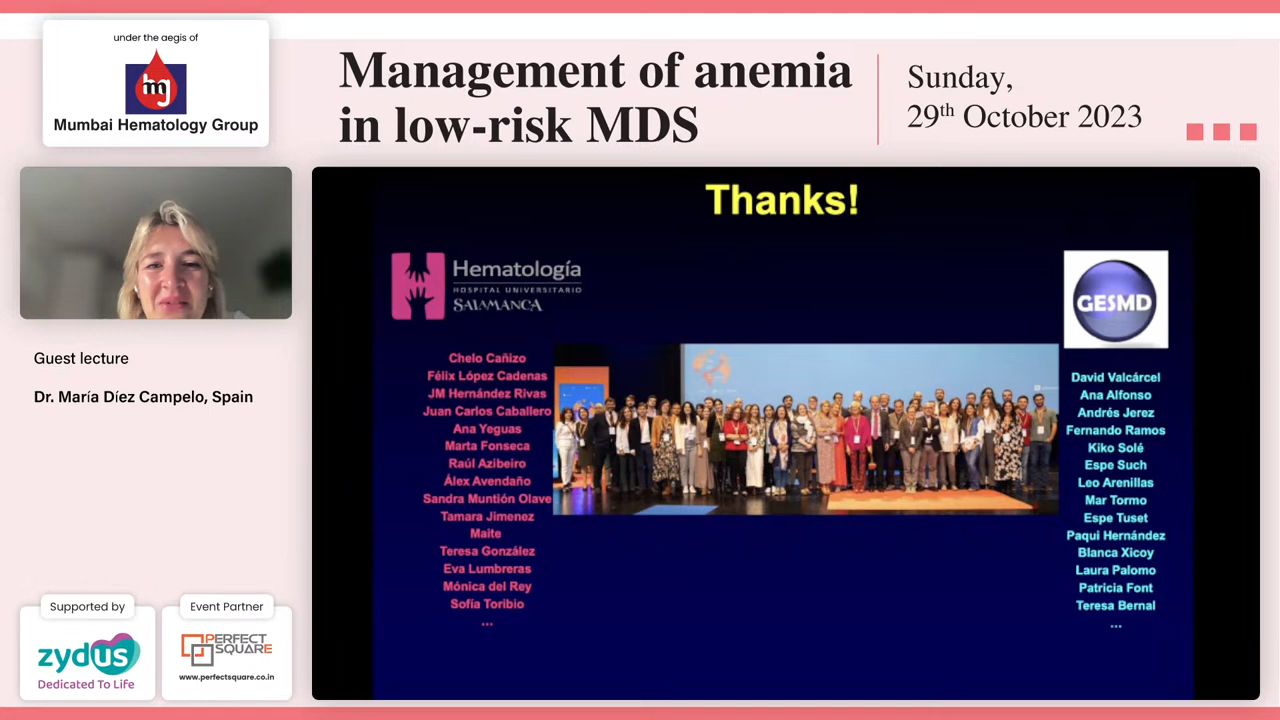 under the aegis of
mg
Mumbai Hematology Group
Management of anemia
in low-risk MDS
Sunday,
29th October 2023
Guest lecture
Dr. María Díez Campelo, Spain
Supported by
zydus
Dedicated To Life
Event Partner
PERFECT
SQUARE
www.perfectsquare.co.in
Thanks!
Hematología
HOSPITAL UNIVERSITARIO
SALAMANCA
Chelo Cañizo
Félix López Cadenas
JM Hernández Rivas
Juan Carlos Caballero
Ana Yeguas
Marta Fonseca
Raúl Azibeiro
Álex Avendaño
Sandra Muntión Olave
Tamara Jimenez
Maite
Teresa González
Eva Lumbreras
Mónica del Rey
Sofía Toribio
...
GESMD
David Valcárcel
Ana Alfonso
Andrés Jerez
Fernando Ramos
Kiko Solé
Espe Such
Leo Arenillas
Mar Tormo
Espe Tuset
Paqui Hernández
Blanca Xicoy
Laura Palomo
Patricia Font
Teresa Bernal
...